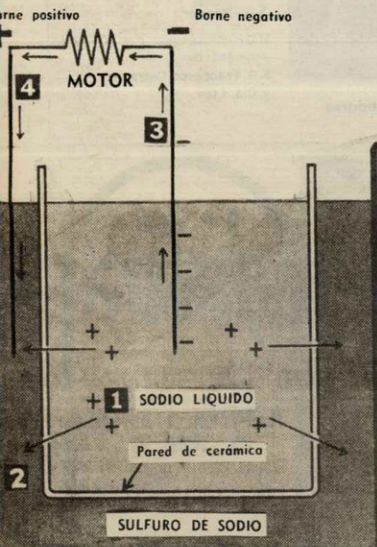 Borne negativo
rne positivo
+
−
MOTOR
4
3
1 SODIO LIQUIDO
Pared de cerámica
2
SULFURO DE SODIO